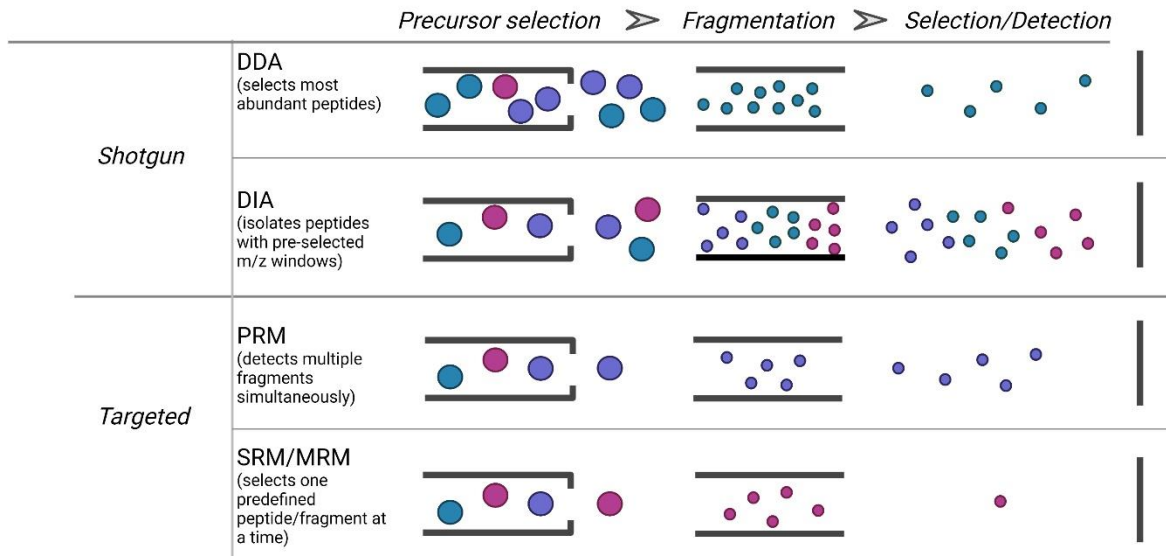 Precursor selection
Fragmentation
Selection/Detection
Shotgun
DDA
(selects most
abundant peptides)
DIA
(isolates peptides
with pre-selected
m/z windows)
Targeted
PRM
(detects multiple
fragments
simultaneously)
SRM/MRM
(selects one
predefined
peptide/fragment at
a time)